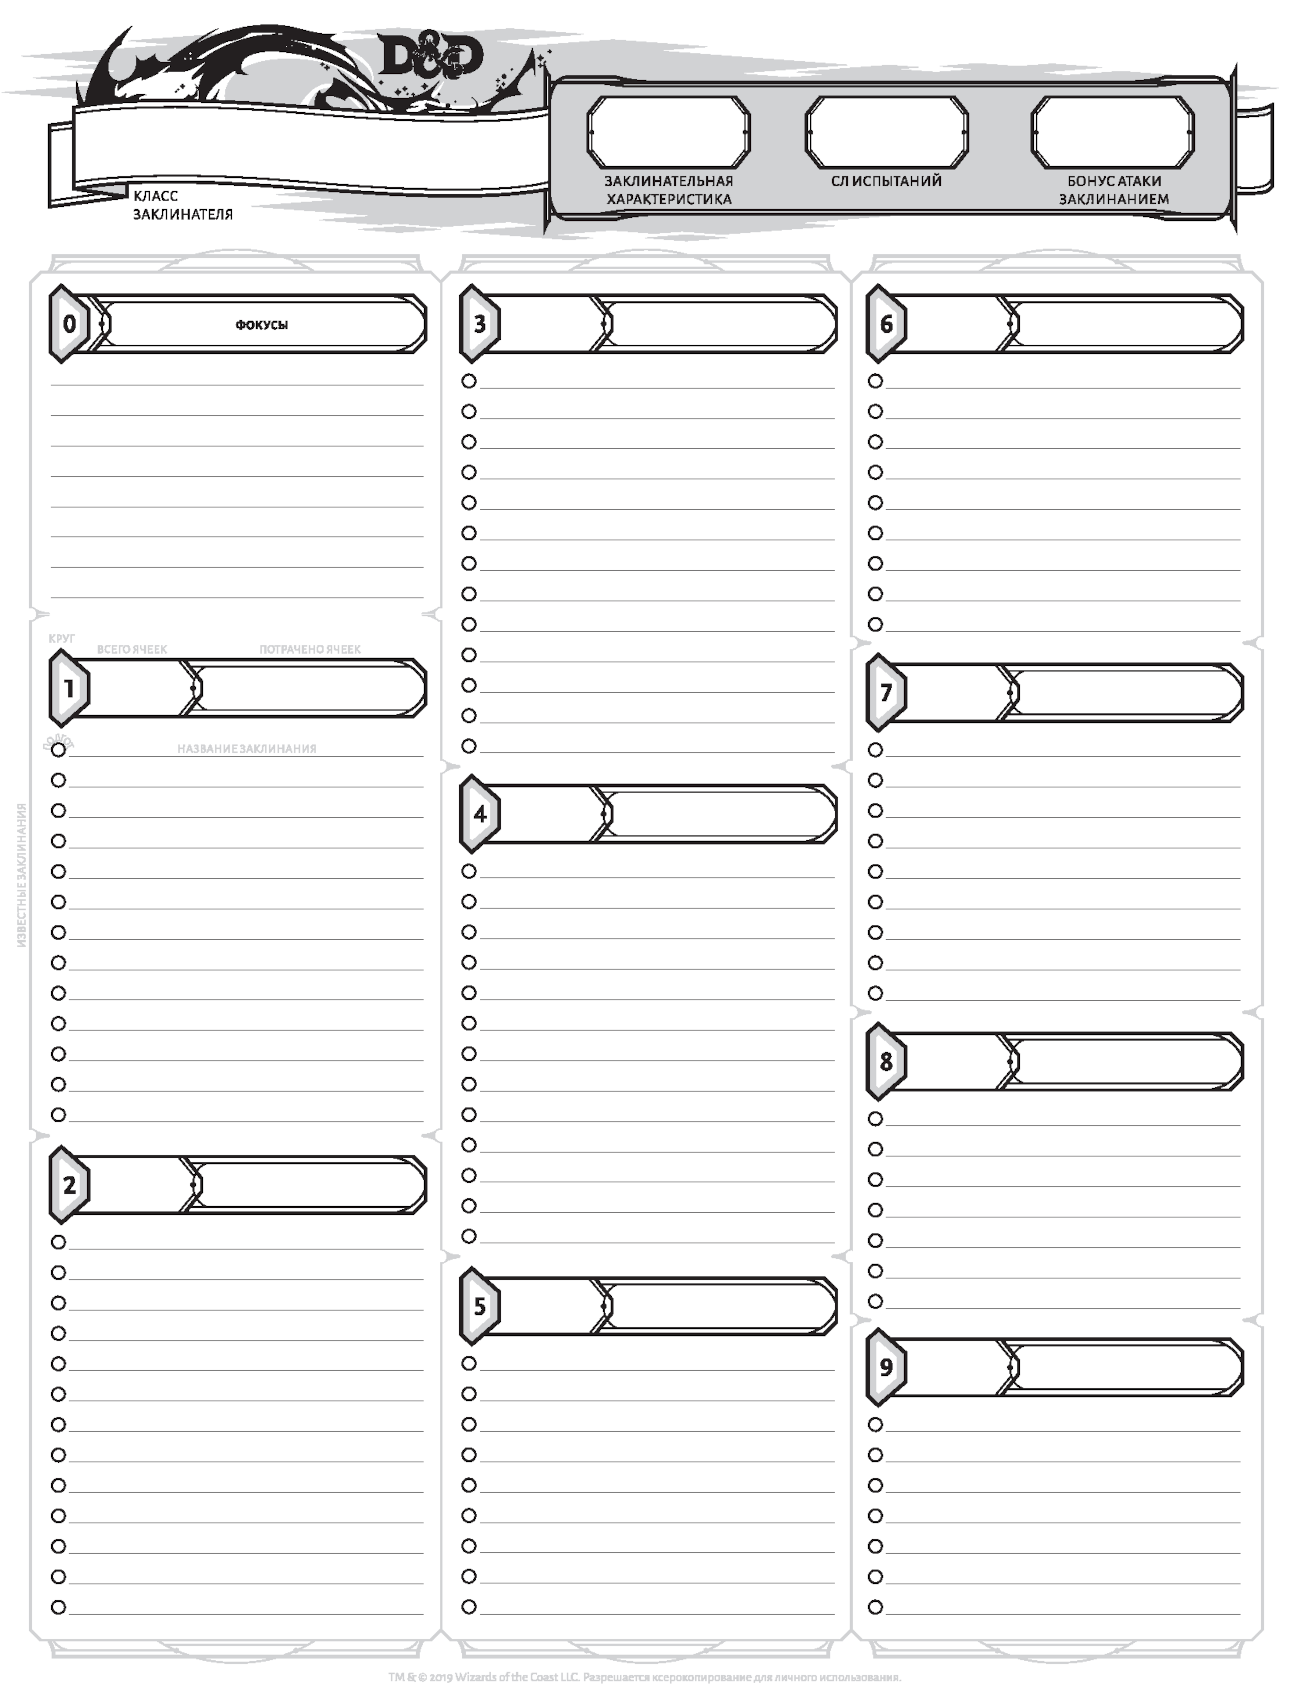 D&D
КЛАСС
ЗАКЛИНАТЕЛЯ
ЗАКЛИНАТЕЛЬНАЯ
ХАРАКТЕРИСТИКА
СЛ ИСПЫТАНИЙ
БОНУС АТАКИ
ЗАКЛИНАНИЕМ
0
ФОКУСЫ
КРУГ
ВСЕГО ЯЧЕЕК
ПОТРАЧЕНО ЯЧЕЕК
1
НАЗВАНИЕ ЗАКЛИНАНИЯ
ИЗВЕСТНЫЕ ЗАКЛИНАНИЯ
2
3
4
5
6
7
8
9
TM & © 2019 Wizards of the Coast LLC. Разрешается ксерокопирование для личного использования.